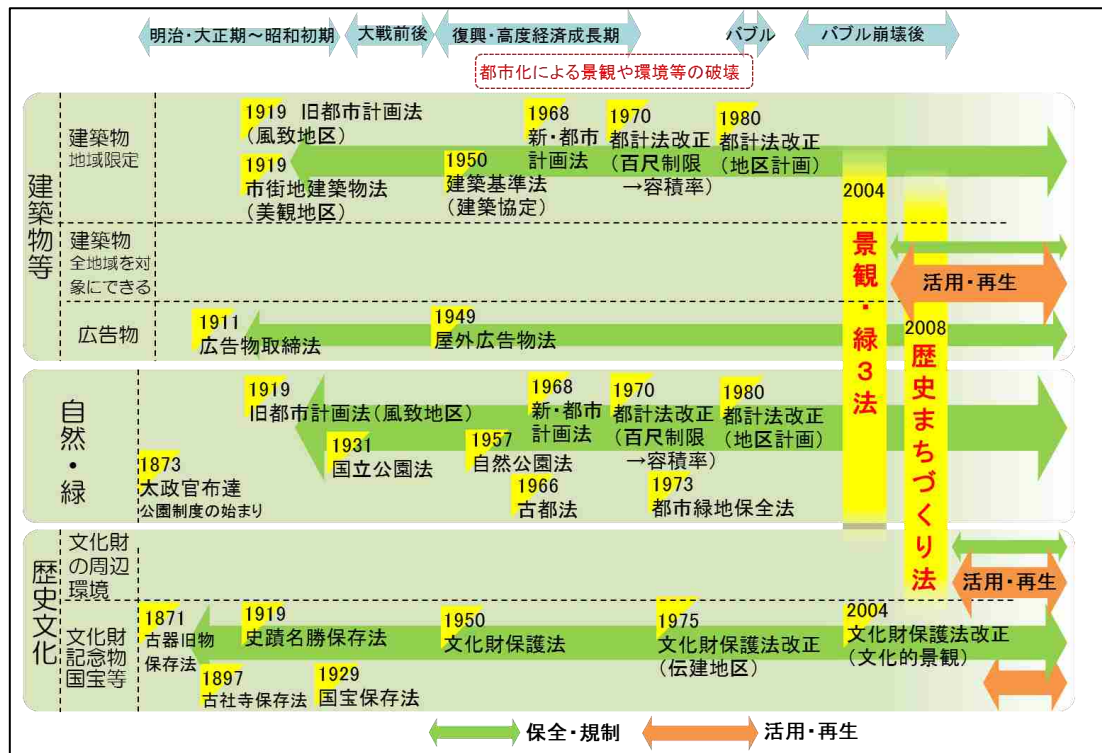 明治・大正期～昭和初期
大戦前後
復興・高度経済成長期
バブル
バブル崩壊後
都市化による景観や環境等の破壊
建築物等
建築物
地域限定
1919 旧都市計画法
(風致地区)
1919
市街地建築物法
(美観地区)
1950
建築基準法
(建築協定)
1968
新・都市
計画法
1970
都計法改正
(百尺制限
→容積率)
1980
都計法改正
(地区計画)
建築物
全地域を対
象にできる
活用・再生
広告物
1911
広告物取締法
1949
屋外広告物法
2004
景観・緑3法
2008
歴史まちづくり法
自然・緑
1873
太政官布達
公園制度の始まり
1919
旧都市計画法(風致地区)
1931
国立公園法
1957
自然公園法
1966
古都法
1968
新・都市
計画法
1970
都計法改正
(百尺制限
→容積率)
1973
都市緑地保全法
1980
都計法改正
(地区計画)
歴史文化
文化財
の周辺
環境
活用・再生
文化財
記念物
国宝等
1871
古器旧物
保存法
1897
古社寺保存法
1919
史蹟名勝保存法
1929
国宝保存法
1950
文化財保護法
1975
文化財保護法改正
(伝建地区)
2004
文化財保護法改正
(文化的景観)
保全・規制
活用・再生